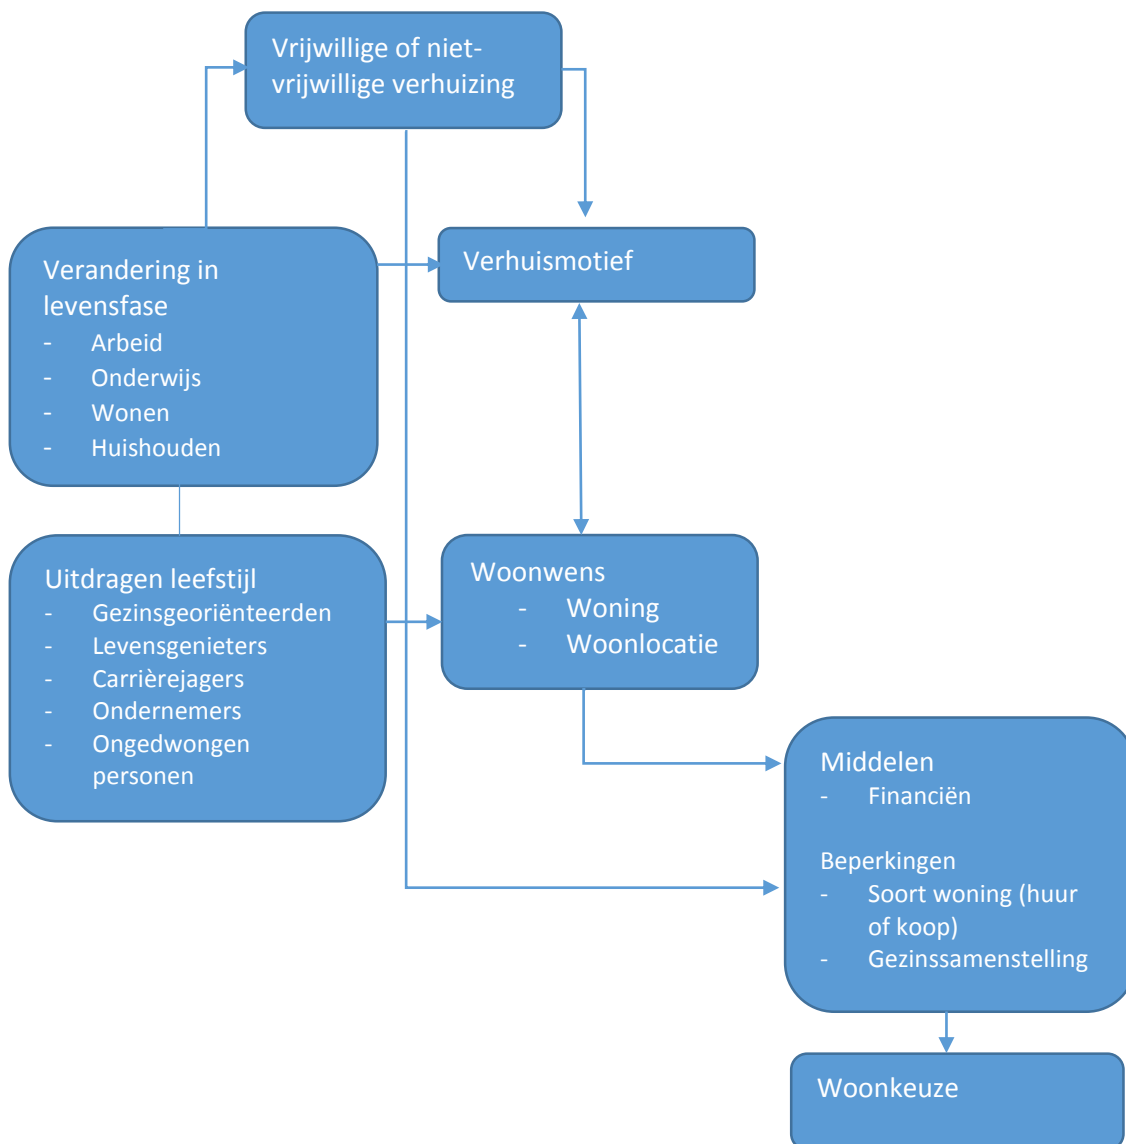 Vrijwillige of niet-
vrijwillige verhuizing
Verandering in
levensfase
- Arbeid
- Onderwijs
- Wonen
- Huishouden
Verhuismotief
Uitdragen leefstijl
- Gezinsgeoriënteerden
- Levensgenieters
- Carrièrejagers
- Ondernemers
- Ongedwongen
personen
Woonwens
- Woning
- Woonlocatie
Middelen
- Financiën
Beperkingen
- Soort woning (huur
of koop)
- Gezinssamenstelling
Woonkeuze